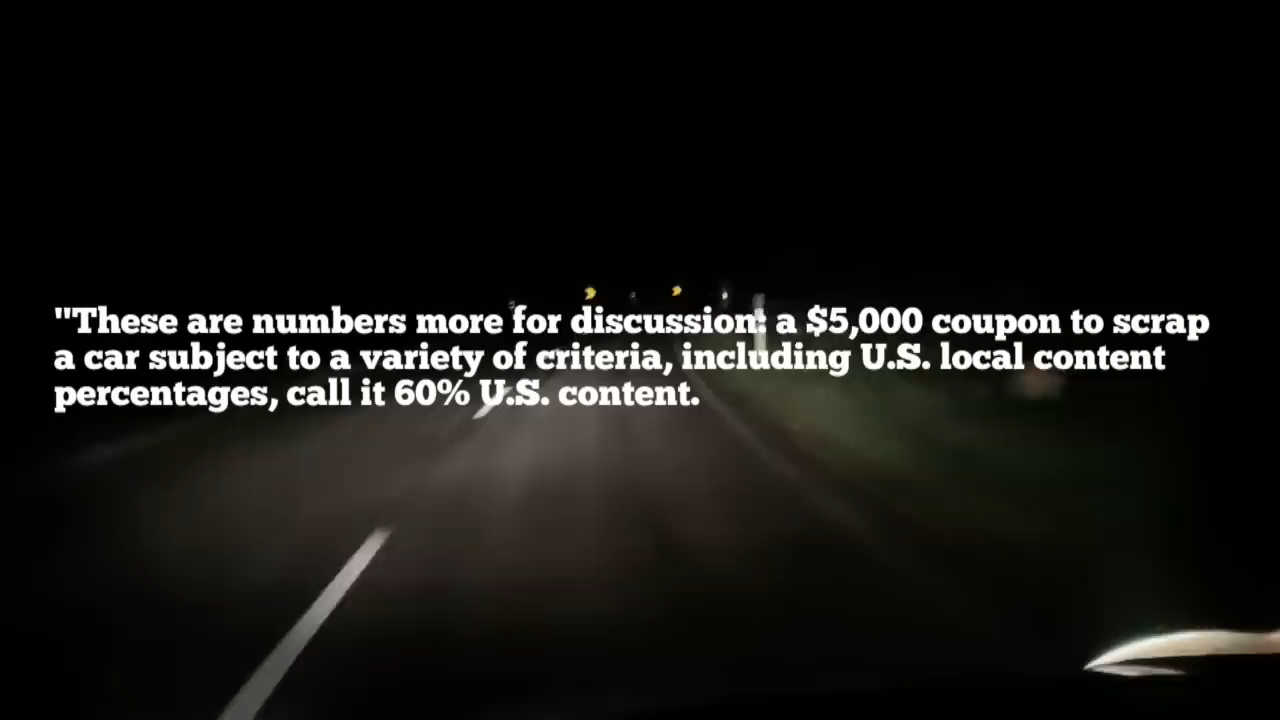 "These are numbers more for discussion: a $5,000 coupon to scrap
a car subject to a variety of criteria, including U.S. local content
percentages, call it 60% U.S. content.